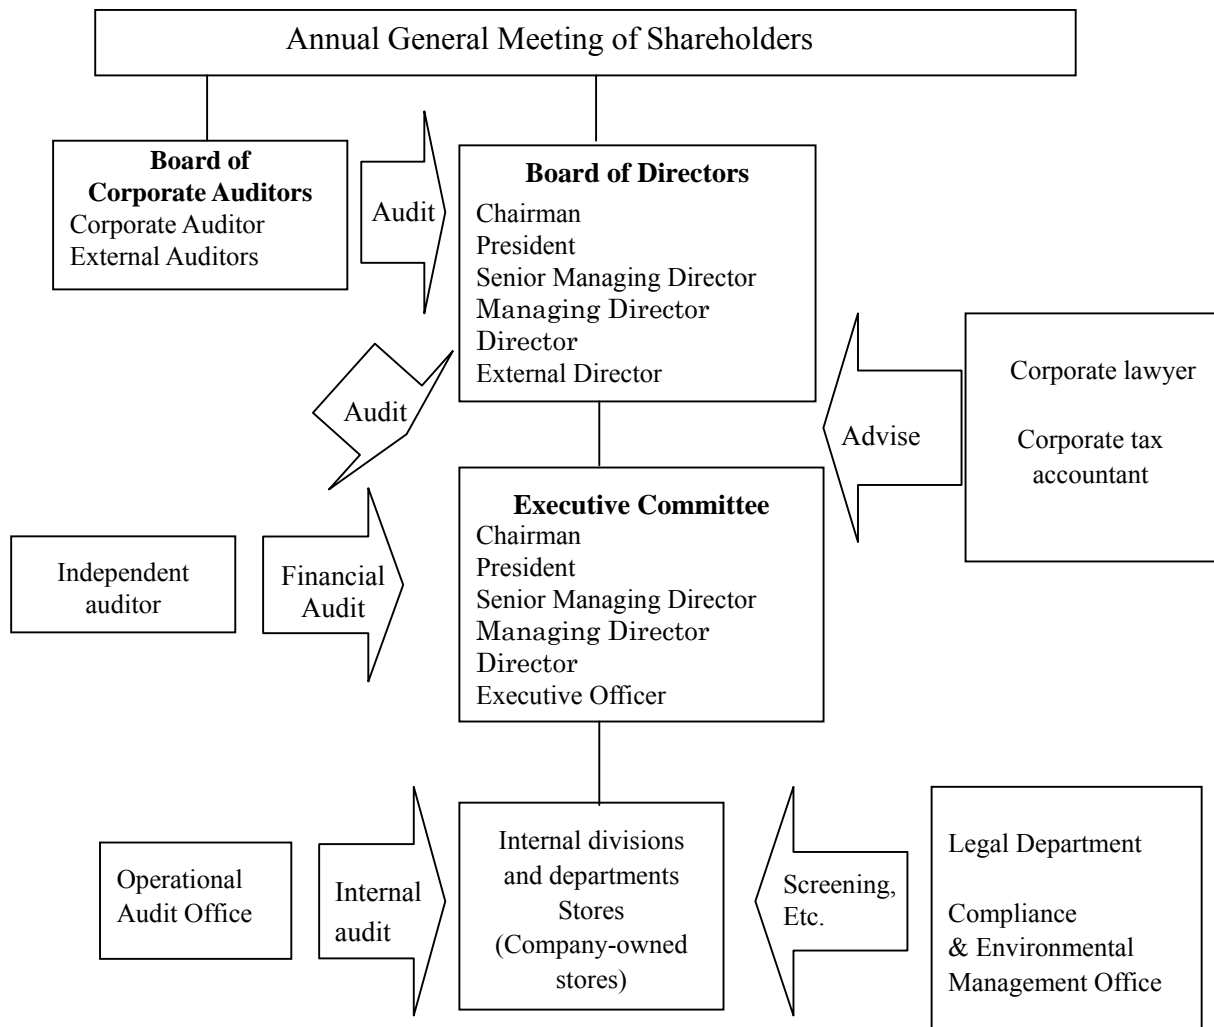 Annual General Meeting of Shareholders
Board of
Corporate Auditors
Corporate Auditor
External Auditors
Audit
Board of Directors
Chairman
President
Senior Managing Director
Managing Director
Director
External Director
Audit
Advise
Corporate lawyer
Corporate tax
accountant
Independent
auditor
Financial
Audit
Executive Committee
Chairman
President
Senior Managing Director
Managing Director
Director
Executive Officer
Operational
Audit Office
Internal
audit
Internal divisions
and departments
Stores
(Company-owned
stores)
Screening,
Etc.
Legal Department
Compliance
& Environmental
Management Office